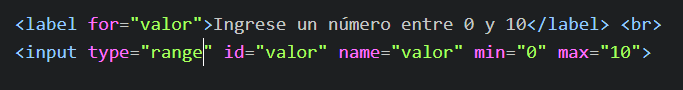 <label for="valor">Ingrese un número entre 0 y 10</label> <br>
<input type="range" id="valor" name="valor" min="0" max="10">